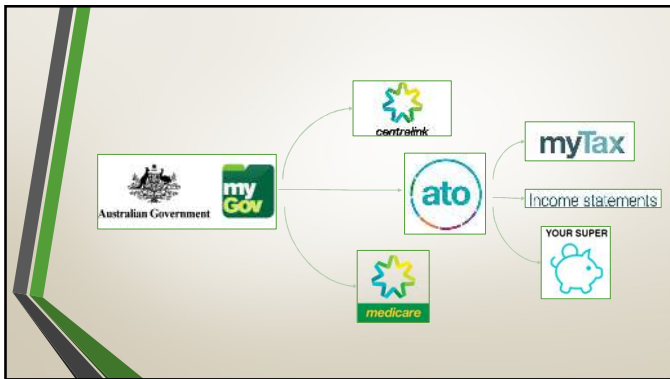 Australian Government
my
Gov
centrelink
ato
medicare
myTax
Income statements
YOUR SUPER